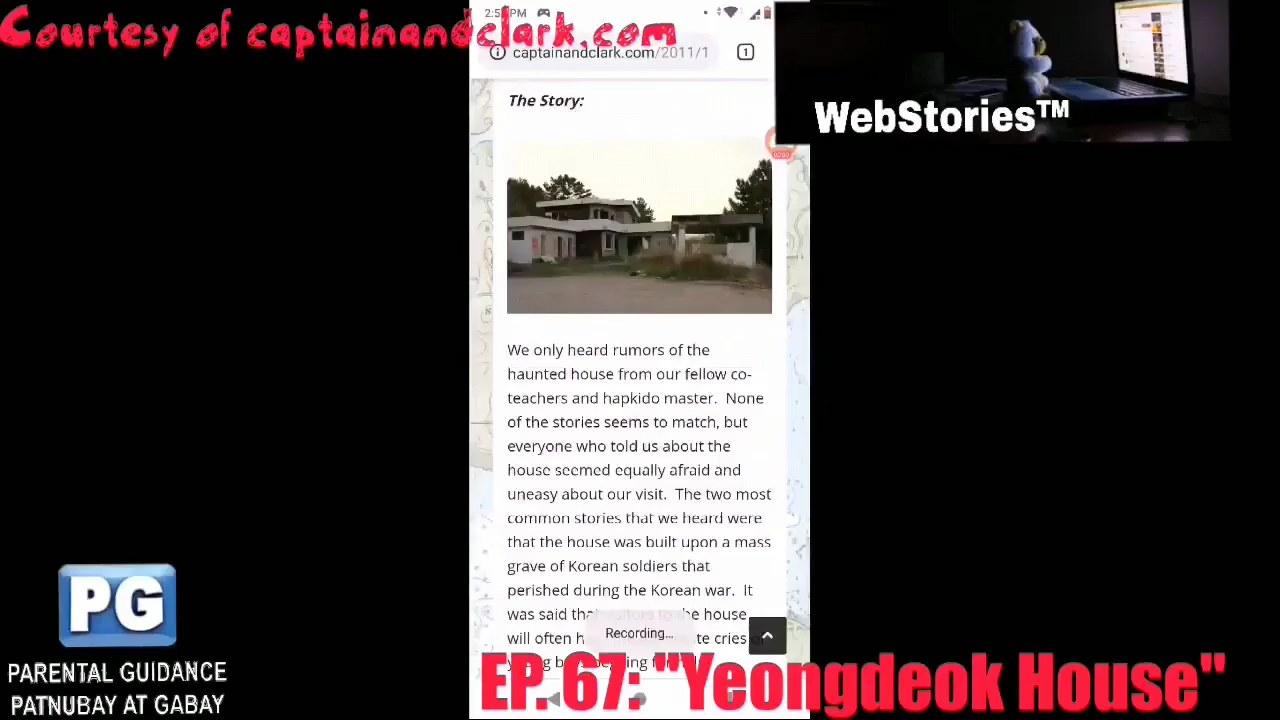 Courtesy of captainandclark.com
captainandclark.com/2011/1
1
The Story:
WebStories™
We only heard rumors of the
haunted house from our fellow co-
teachers and hapkido master. None
of the stories seems to match, but
everyone who told us about the
house seemed equally afraid and
uneasy about our visit. The two most
common stories that we heard were
that the house was built upon a mass
grave of Korean soldiers that
perished during the Korean war. It
was said that visitors to the house
will often
cries
Recording...
PG
PARENTAL GUIDANCE
PATNUBAY AT GABAY
EP. 67: "Yeongdeok House"